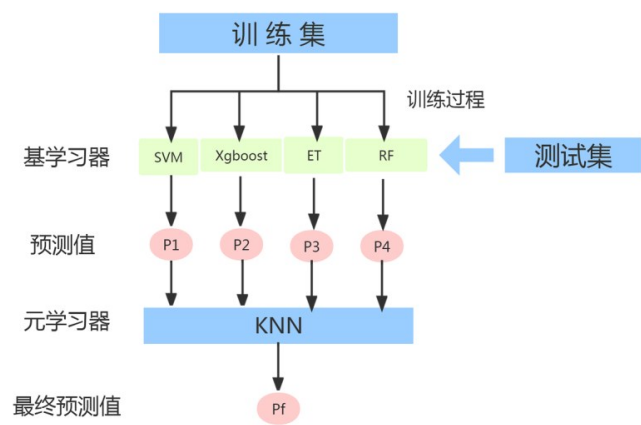 训 练 集
训练过程
基学习器
SVM
Xgboost
ET
RF
测试集
预测值
P1
P2
P3
P4
元学习器
KNN
最终预测值
Pf